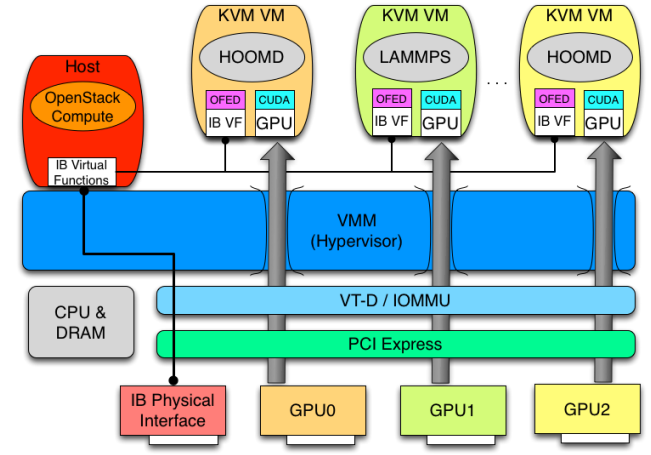 KVM VM
KVM VM
KVM VM
Host
HOOMD
LAMMPS
HOOMD
. . .
OpenStack
Compute
OFED
CUDA
OFED
CUDA
OFED
CUDA
IB VF
GPU
IB VF
GPU
IB VF
GPU
IB Virtual
Functions
VMM
(Hypervisor)
VT-D / IOMMU
CPU &
DRAM
PCI Express
IB Physical
Interface
GPU0
GPU1
GPU2